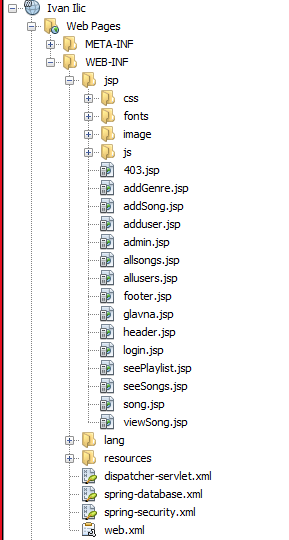 Ivan Ilic
Web Pages
META-INF
WEB-INF
jsp
css
fonts
image
js
403.jsp
addGenre.jsp
addSong.jsp
adduser.jsp
admin.jsp
allsongs.jsp
allusers.jsp
footer.jsp
glavna.jsp
header.jsp
login.jsp
seePlaylist.jsp
seeSongs.jsp
song.jsp
viewSong.jsp
lang
resources
dispatcher-servlet.xml
spring-database.xml
spring-security.xml
web.xml